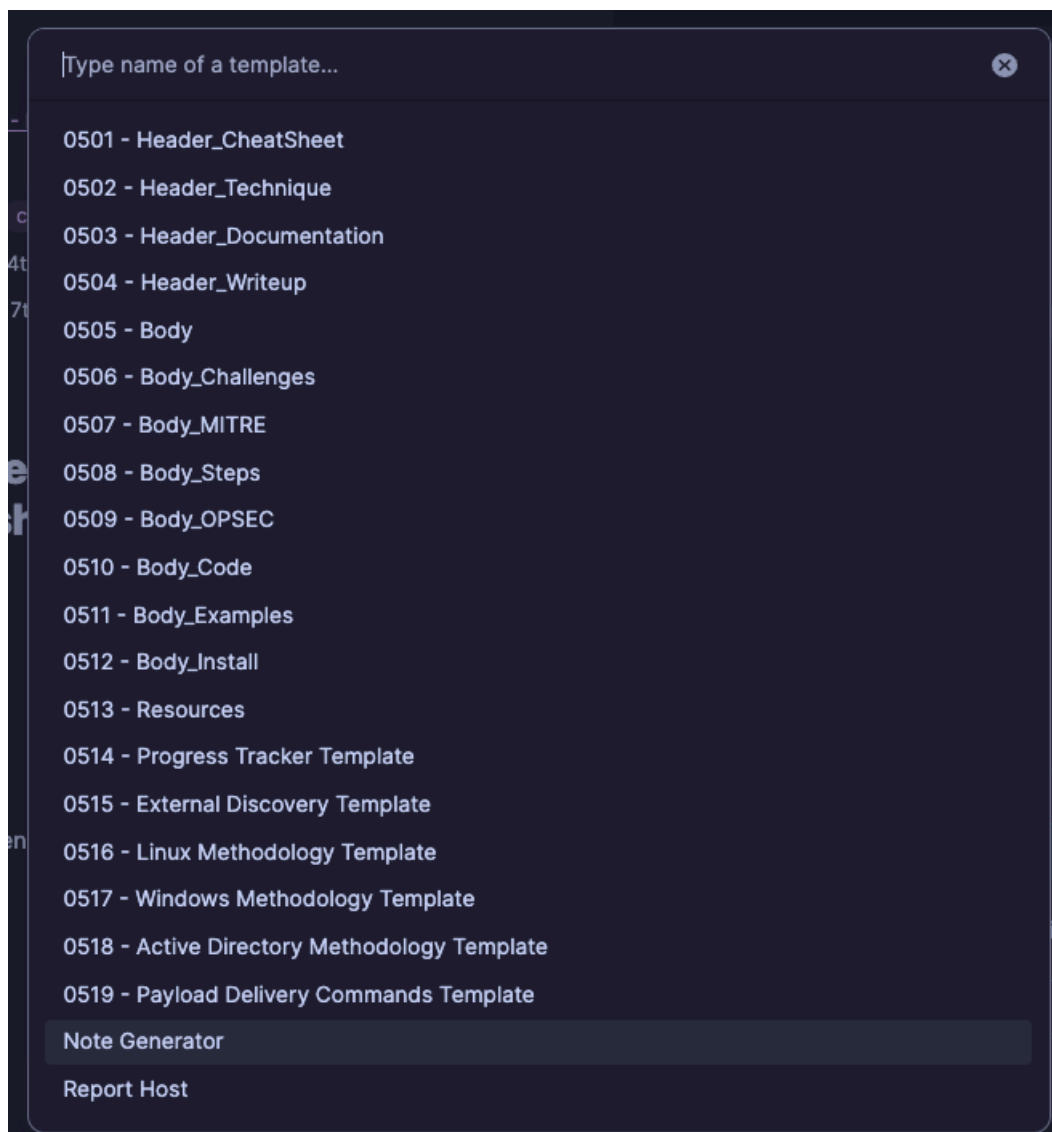 Type name of a template...
0501 - Header_CheatSheet
0502 - Header_Technique
0503 - Header_Documentation
0504 - Header_Writeup
0505 - Body
0506 - Body_Challenges
0507 - Body_MITRE
0508 - Body_Steps
0509 - Body_OPSEC
0510 - Body_Code
0511 - Body_Examples
0512 - Body_Install
0513 - Resources
0514 - Progress Tracker Template
0515 - External Discovery Template
0516 - Linux Methodology Template
0517 - Windows Methodology Template
0518 - Active Directory Methodology Template
0519 - Payload Delivery Commands Template
Note Generator
Report Host